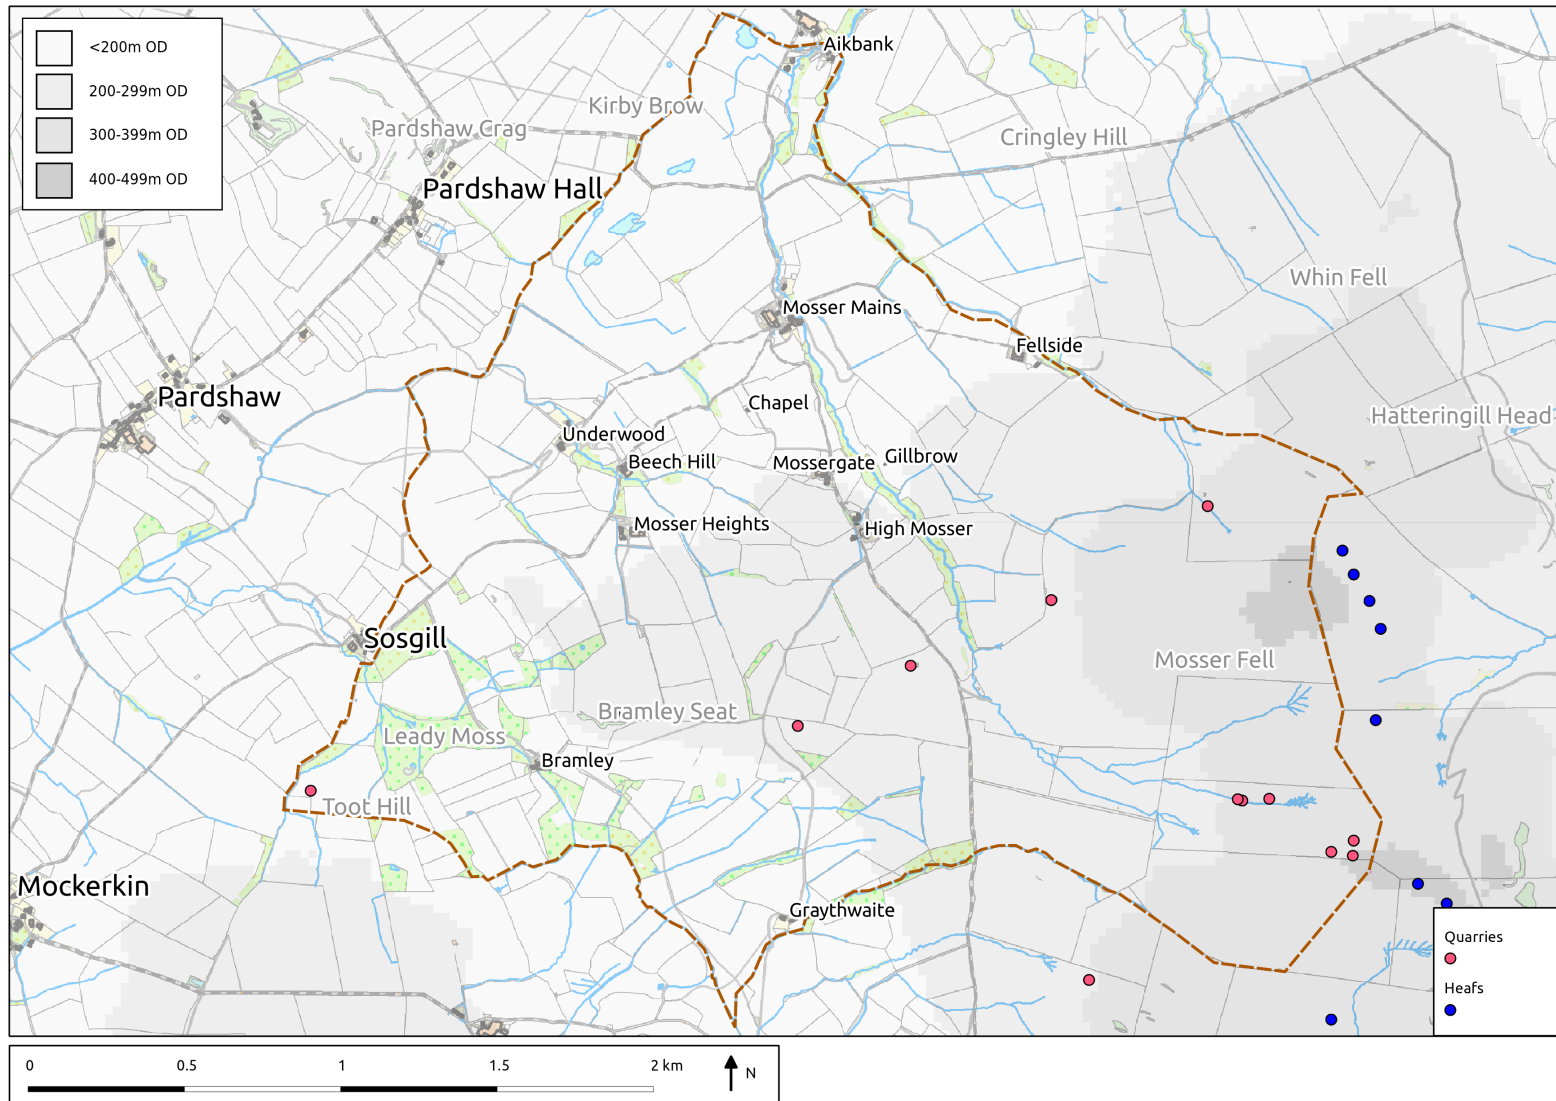 <200m OD
200-299m OD
300-399m OD
400-499m OD
Aikbank
Kirby Brow
Pardshaw Crag
Cringley Hill
Pardshaw Hall
Whin Fell
Mosser Mains
Fellside
Pardshaw
Chapel
Hatteringill Head
Underwood
Beech Hill
Mossergate
Gillbrow
Mosser Heights
High Mosser
Sosgill
Mosser Fell
Bramley Seat
Leady Moss
Bramley
Toot Hill
Mockerkin
Graythwaite
Quarries
Heafs
0 0.5 1 1.5 2 km
N